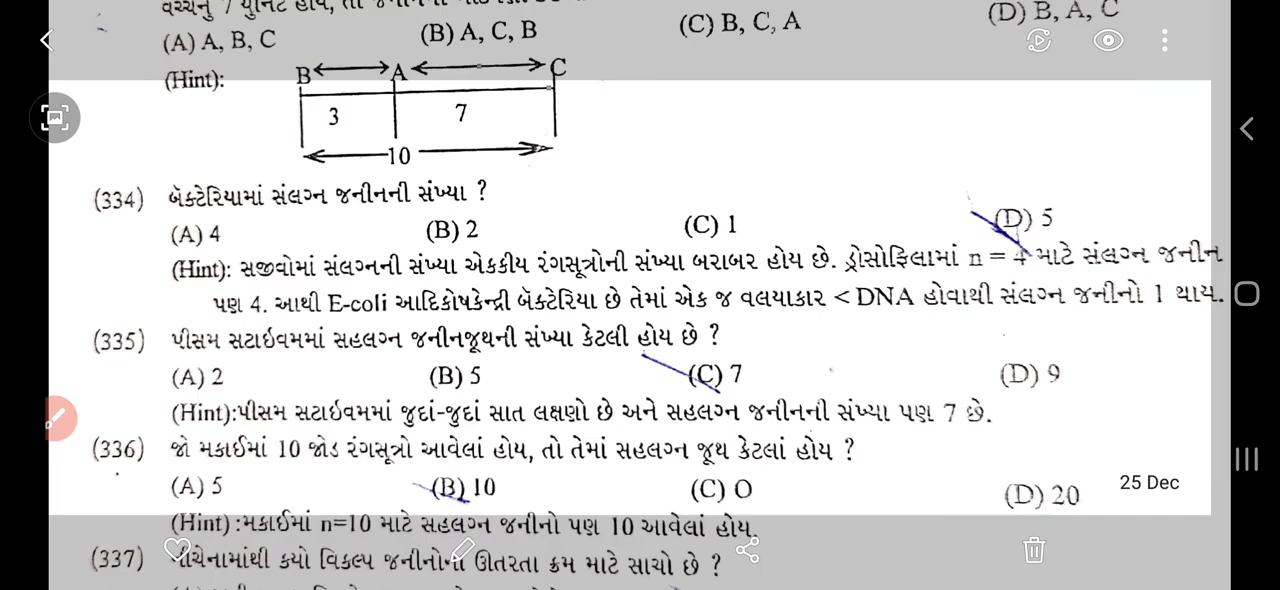 વચ્ચેનું 7 યુનિટ હોય, તો
(A) A, B, C (B) A, C, B (C) B, C, A (D) B, A, C
(Hint): B A C
3 7
10
(334) બૅક્ટેરિયામાં સંલગ્ન જનીનની સંખ્યા ?
(A) 4 (B) 2 (C) 1 (D) 5
(Hint): સજીવોમાં સંલગ્નની સંખ્યા એકકીય રંગસૂત્રોની સંખ્યા બરાબર હોય છે. ડ્રોસોફિલામાં n = 4 માટે સંલગ્ન જનીન
પણ 4. આથી E-coli આદિકોષકેન્દ્રી બૅક્ટેરિયા છે તેમાં એક જ વલયાકાર < DNA હોવાથી સંલગ્ન જનીનો 1 થાય.
(335) પીસમ સટાઇવમમાં સહલગ્ન જનીનજૂથની સંખ્યા કેટલી હોય છે ?
(A) 2 (B) 5 (C) 7 (D) 9
(Hint):પીસમ સટાઇવમમાં જુદાં-જુદાં સાત લક્ષણો છે અને સહલગ્ન જનીનની સંખ્યા પણ 7 છે.
(336) જો મકાઈમાં 10 જોડ રંગસૂત્રો આવેલાં હોય, તો તેમાં સહલગ્ન જૂથ કેટલાં હોય ?
(A) 5 (B) 10 (C) O (D) 20
25 Dec
(Hint) :મકાઈમાં n=10 માટે સહલગ્ન જનીનો પણ 10 આવેલાં હોય.
(337) નીચેનામાંથી કયો વિકલ્પ જનીનોના ઊતરતા ક્રમ માટે સાચો છે ?